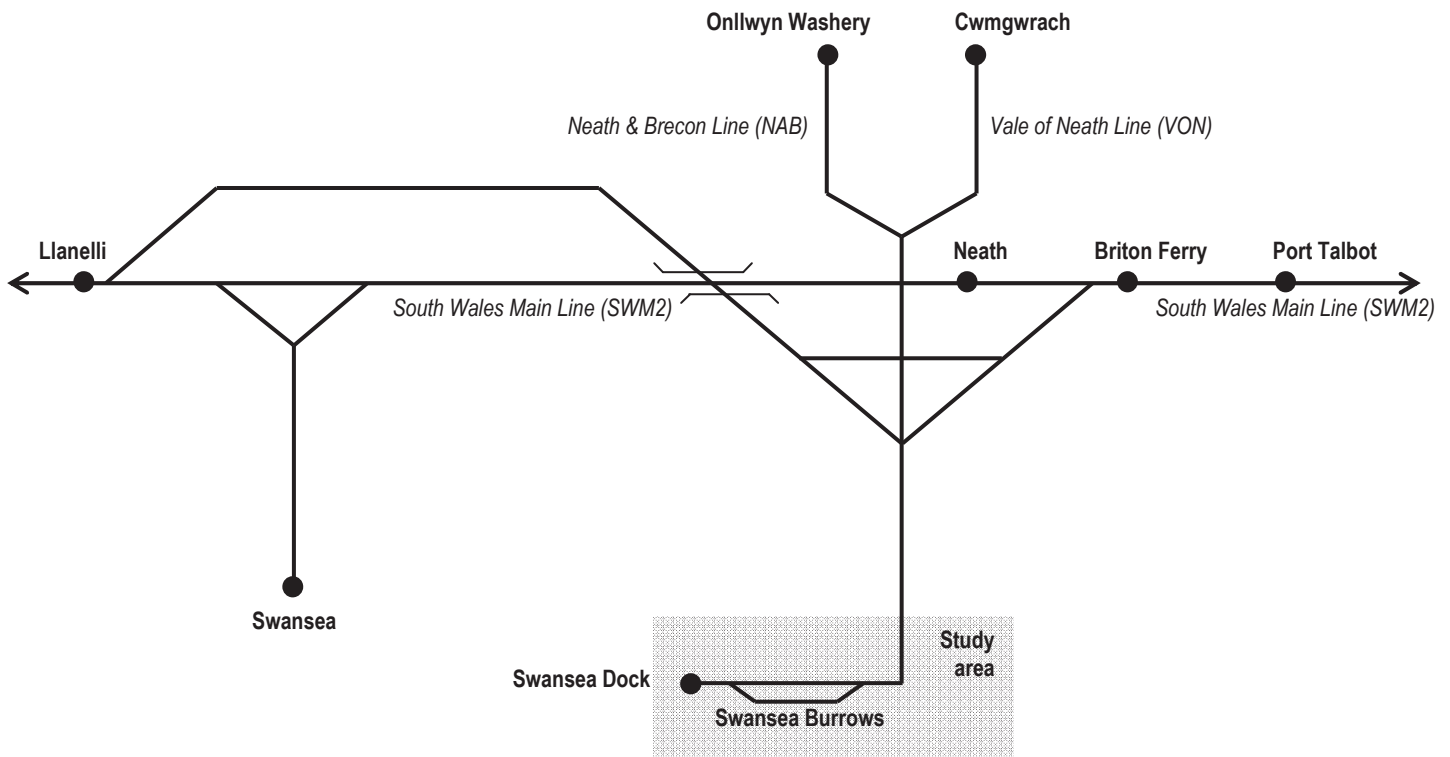 Onllwyn Washery
Cwmgwrach
Neath & Brecon Line (NAB)
Vale of Neath Line (VON)
Llanelli
Neath
Briton Ferry
Port Talbot
South Wales Main Line (SWM2)
South Wales Main Line (SWM2)
Swansea
Study
area
Swansea Dock
Swansea Burrows